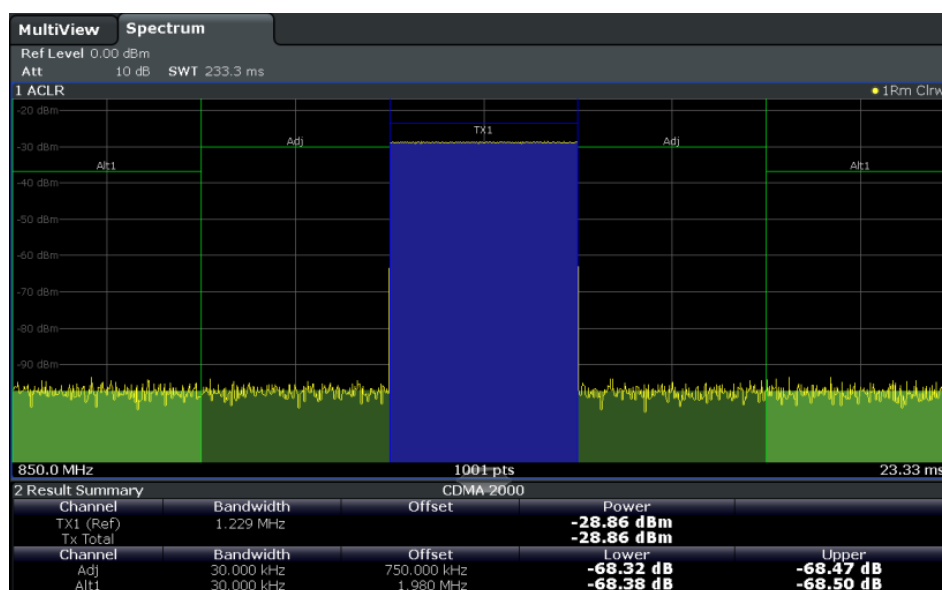 MultiView Spectrum
Ref Level 0.00 dBm
Att 10 dB SWT 233.3 ms
1 ACLR 1Rm Clrw
-20 dBm
TX1
Adj Adj
-30 dBm
Alt1 Alt1
-40 dBm
-50 dBm
-60 dBm
-70 dBm
-80 dBm
-90 dBm
850.0 MHz 1001 pts 23.33 ms
2 Result Summary CDMA 2000
Channel Bandwidth Offset Power
TX1 (Ref) 1.229 MHz -28.86 dBm
Tx Total -28.86 dBm
Channel Bandwidth Offset Lower Upper
Adj 30.000 kHz 750.000 kHz -68.32 dB -68.47 dB
Alt1 30.000 kHz 1.980 MHz -68.38 dB -68.50 dB